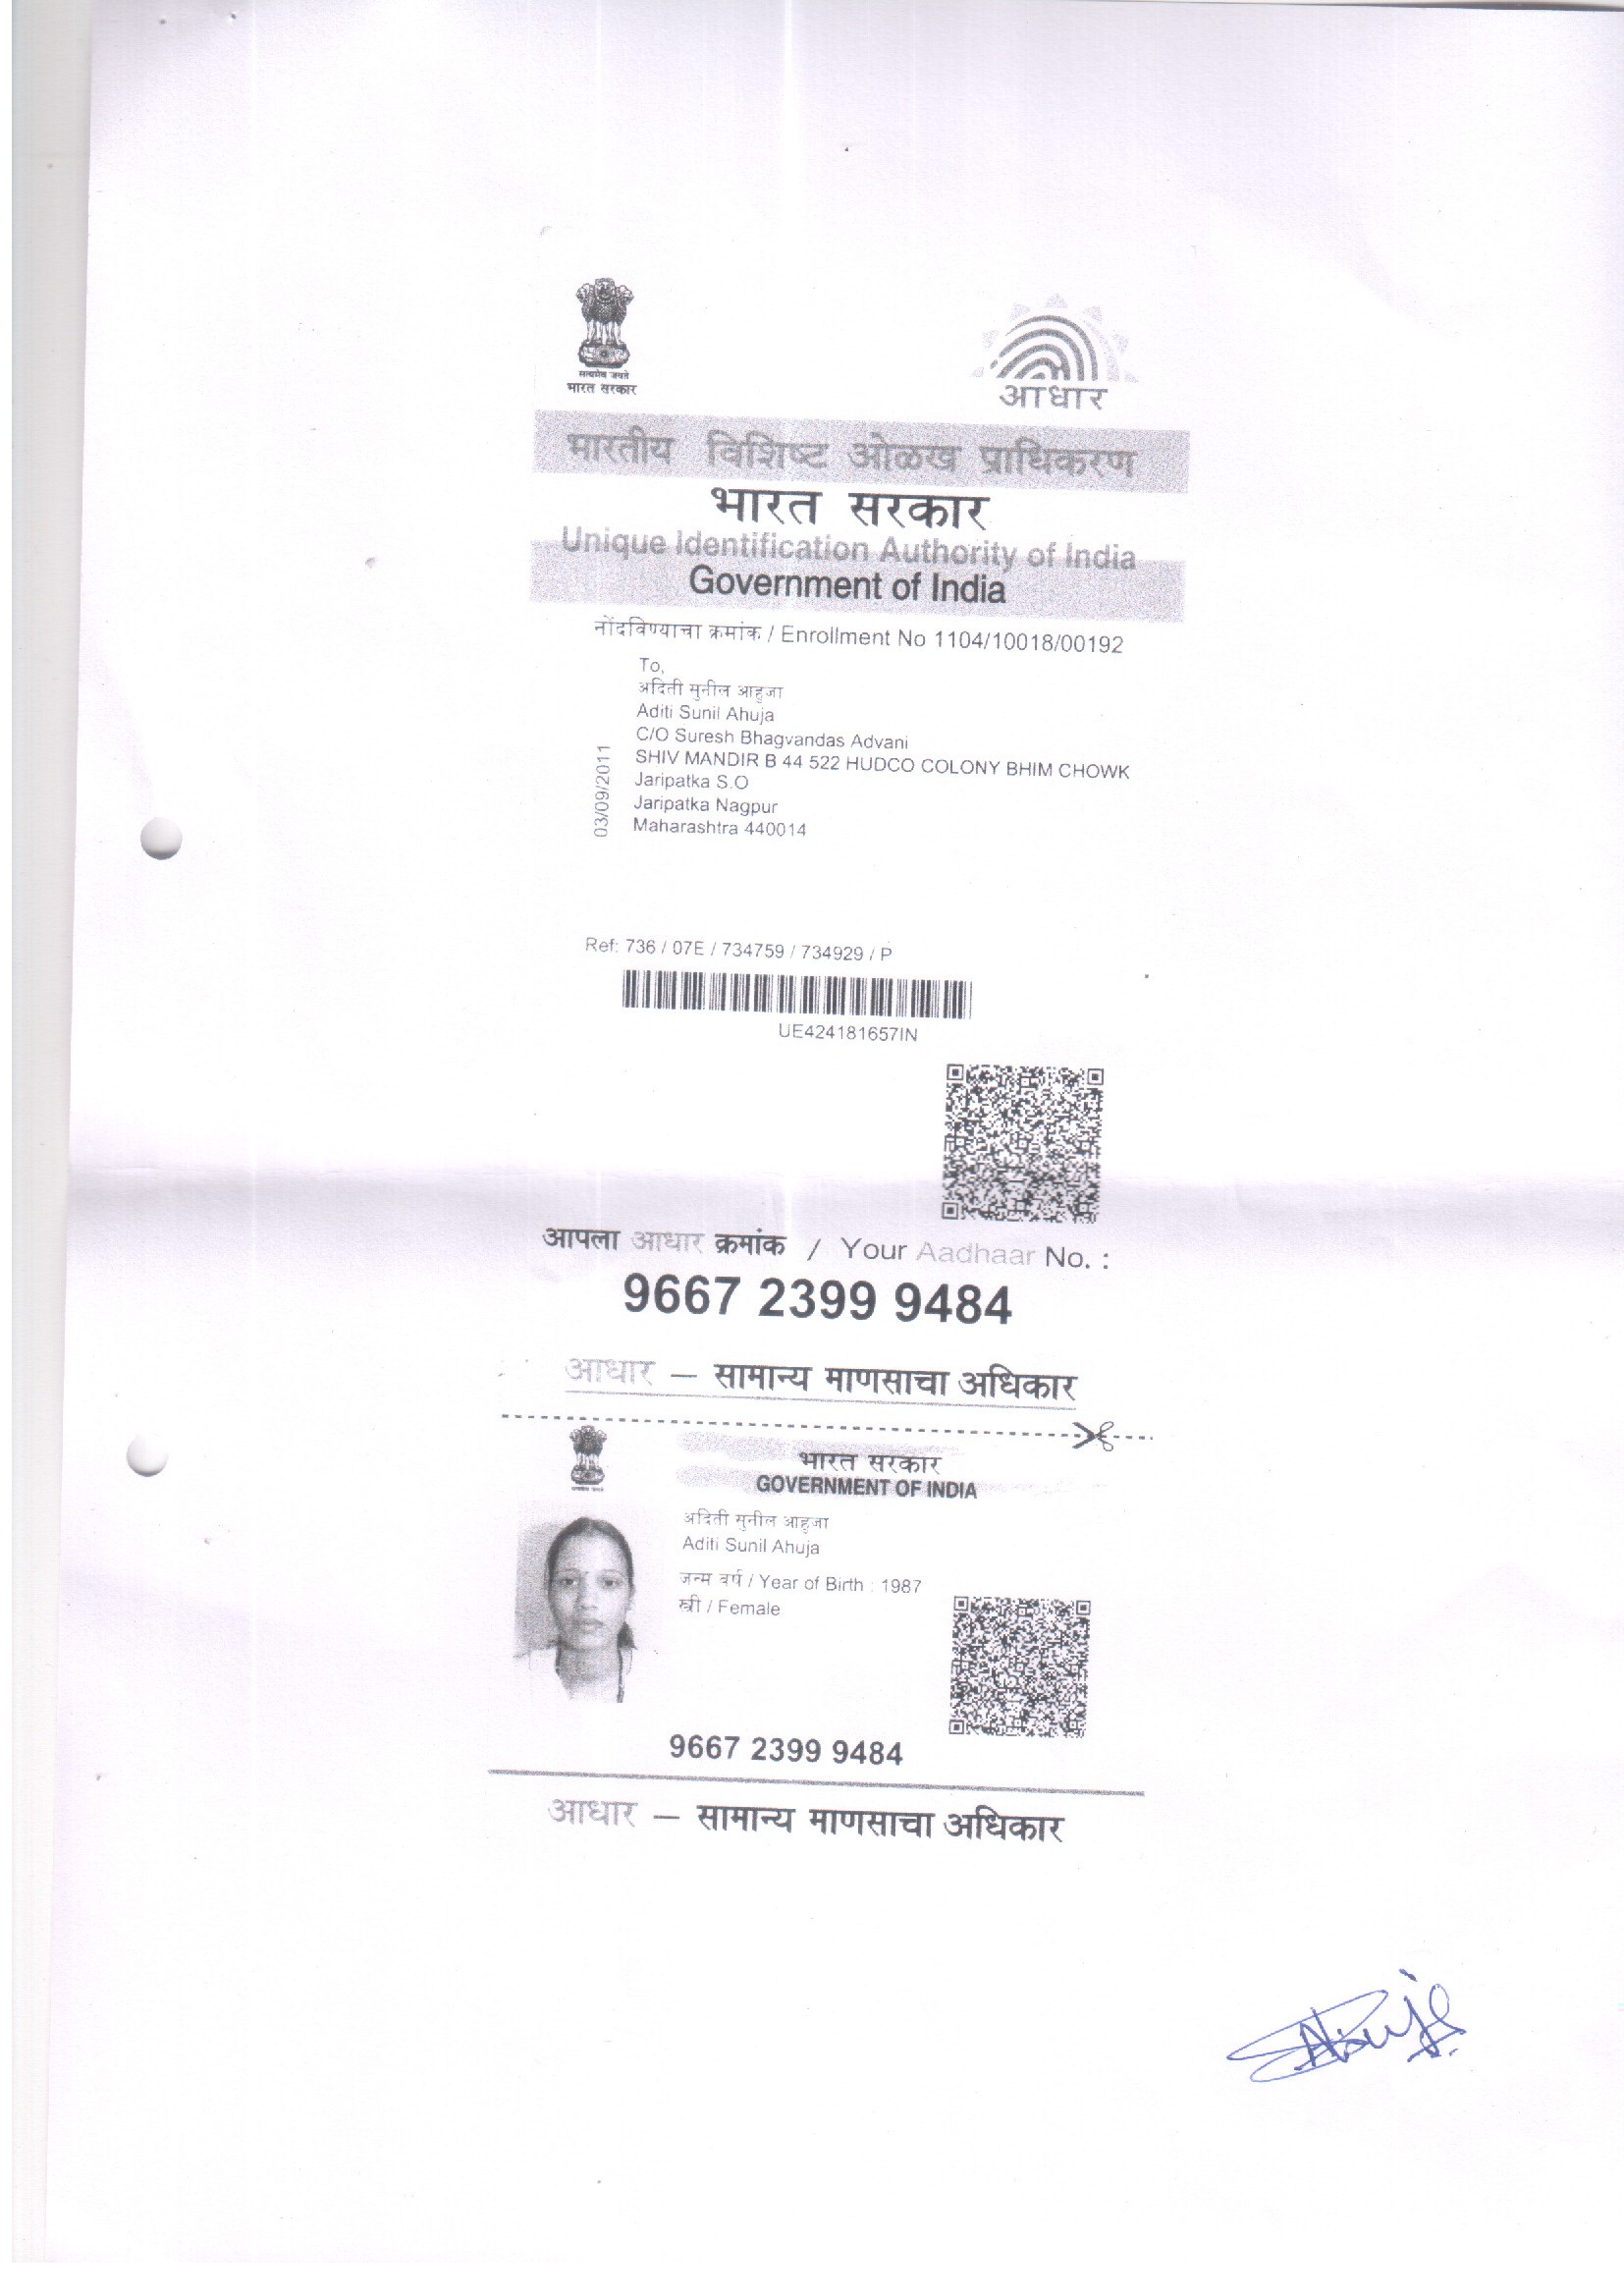 सत्यमेव जयते
भारत सरकार
आधार
भारतीय विशिष्ट ओळख प्राधिकरण
भारत सरकार
Unique Identification Authority of India
Government of India
नोंदविण्याचा क्रमांक / Enrollment No 1104/10018/00192
To,
अदिती सुनील आहुजा
Aditi Sunil Ahuja
C/O Suresh Bhagvandas Advani
SHIV MANDIR B 44 522 HUDCO COLONY BHIM CHOWK
Jaripatka S.O
Jaripatka Nagpur
Maharashtra 440014
03/09/2011
Ref: 736 / 07E / 734759 / 734929 / P
UE424181657IN
आपला आधार क्रमांक / Your Aadhaar No. :
9667 2399 9484
आधार – सामान्य माणसाचा अधिकार
भारत सरकार
GOVERNMENT OF INDIA
अदिती सुनील आहुजा
Aditi Sunil Ahuja
जन्म वर्ष / Year of Birth : 1987
स्त्री / Female
9667 2399 9484
आधार – सामान्य माणसाचा अधिकार